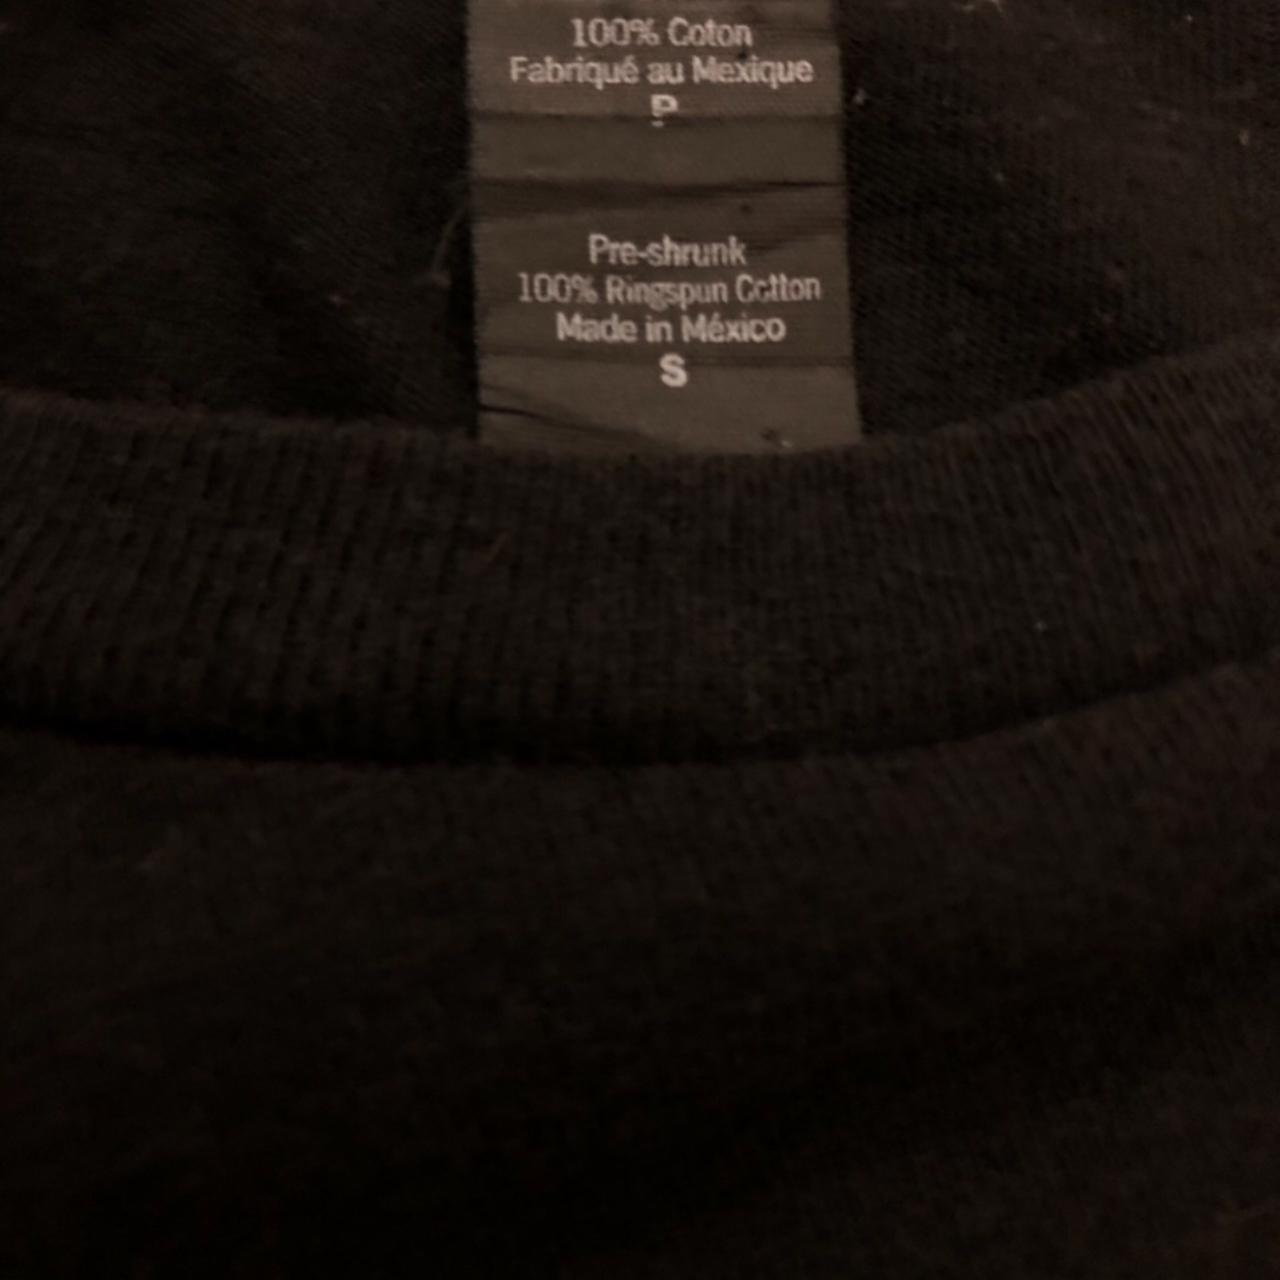 100% Coton
Fabriqué au Mexique
P
Pre-shrunk
100% Ringspun Cotton
Made in México
S